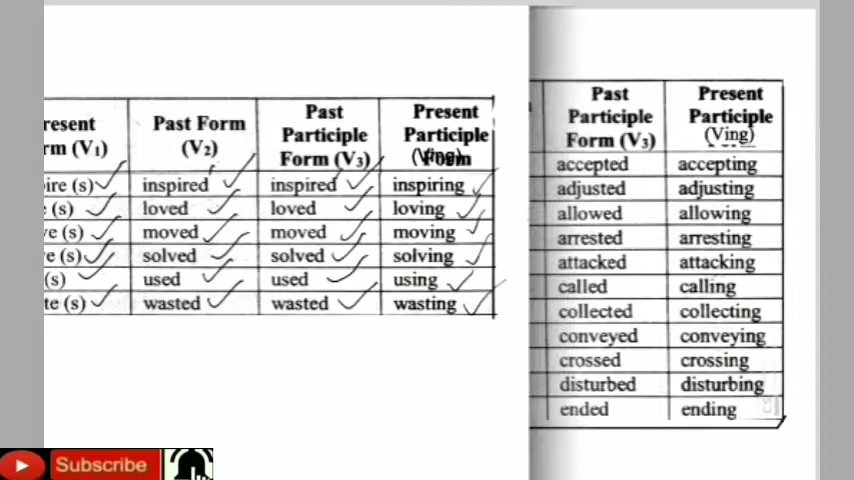 resent Past Form Past Present
rm (V₁) (V₂) Participle Participle
Form (V₃) (Ving)
ire (s) inspired inspired inspiring
e (s) loved loved loving
ve (s) moved moved moving
e (s) solved solved solving
(s) used used using
te (s) wasted wasted wasting
Past Present
Participle Participle
Form (V₃) (Ving)
accepted accepting
adjusted adjusting
allowed allowing
arrested arresting
attacked attacking
called calling
collected collecting
conveyed conveying
crossed crossing
disturbed disturbing
ended ending
Subscribe